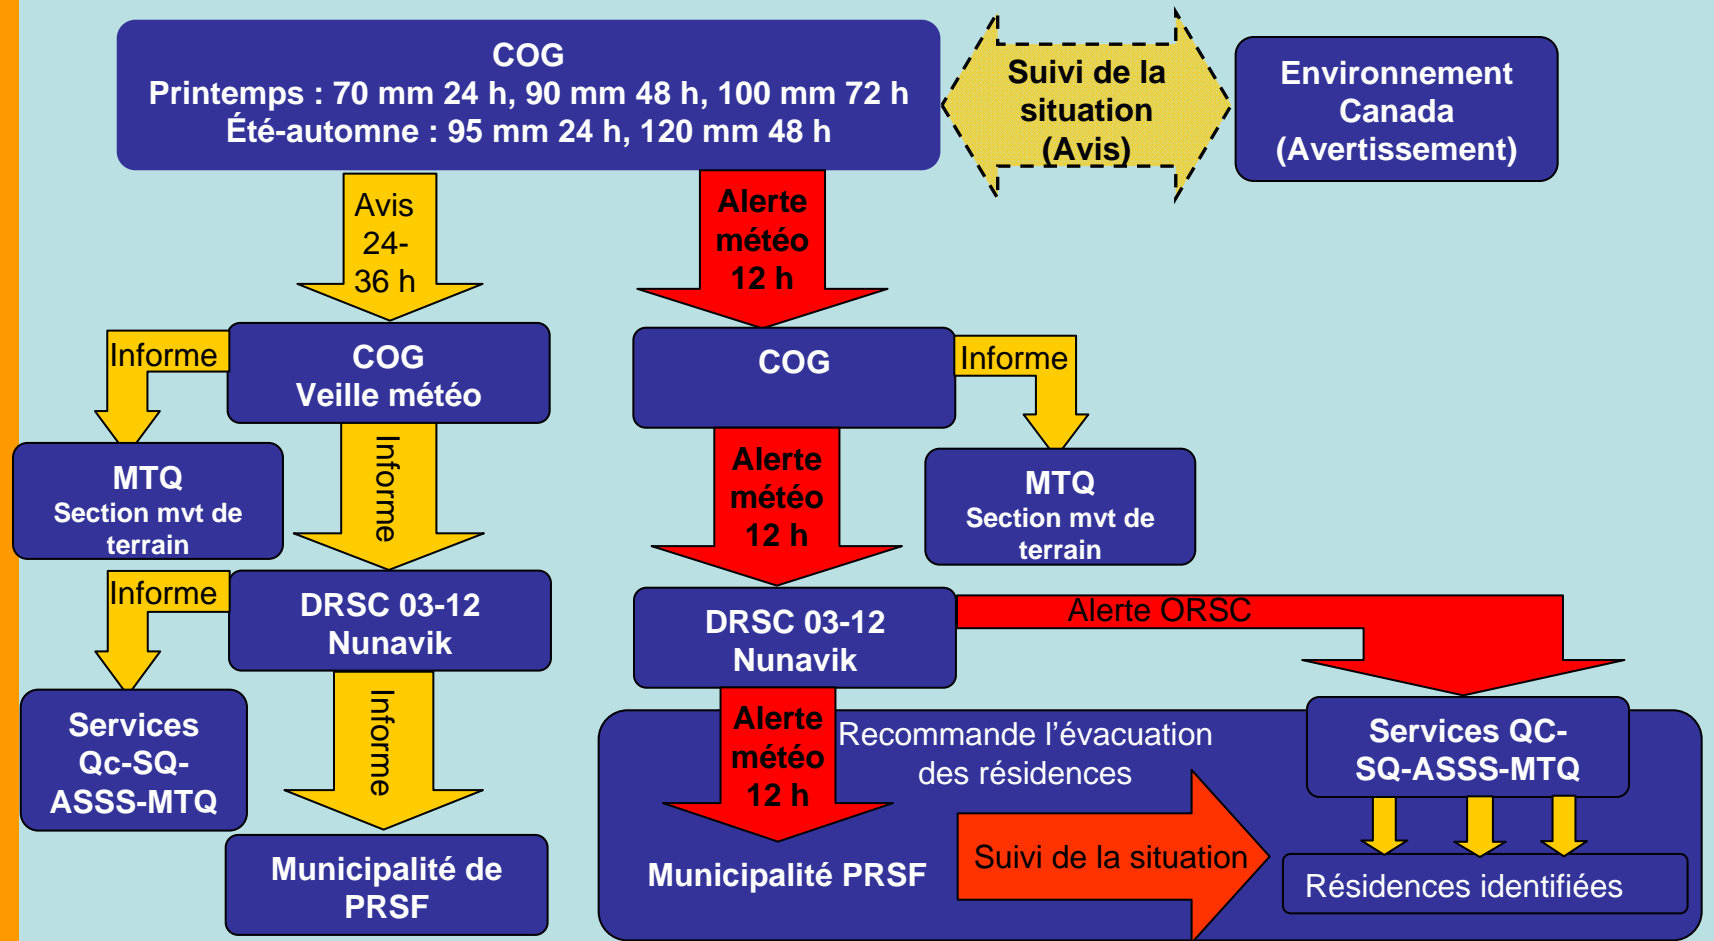 COG
Printemps : 70 mm 24 h, 90 mm 48 h, 100 mm 72 h
Été-automne : 95 mm 24 h, 120 mm 48 h
Suivi de la
situation
(Avis)
Environnement
Canada
(Avertissement)
Avis
24-
36 h
Alerte
météo
12 h
Informe
COG
Veille météo
COG
Informe
MTQ
Section mvt de
terrain
Informe
Alerte
météo
12 h
MTQ
Section mvt de
terrain
Informe
DRSC 03-12
Nunavik
DRSC 03-12
Nunavik
Alerte ORSC
Services
Qc-SQ-
ASSS-MTQ
Informe
Alerte
météo
12 h
Recommande l’évacuation
des résidences
Services QC-
SQ-ASSS-MTQ
Municipalité de
PRSF
Municipalité PRSF
Suivi de la situation
Résidences identifiées